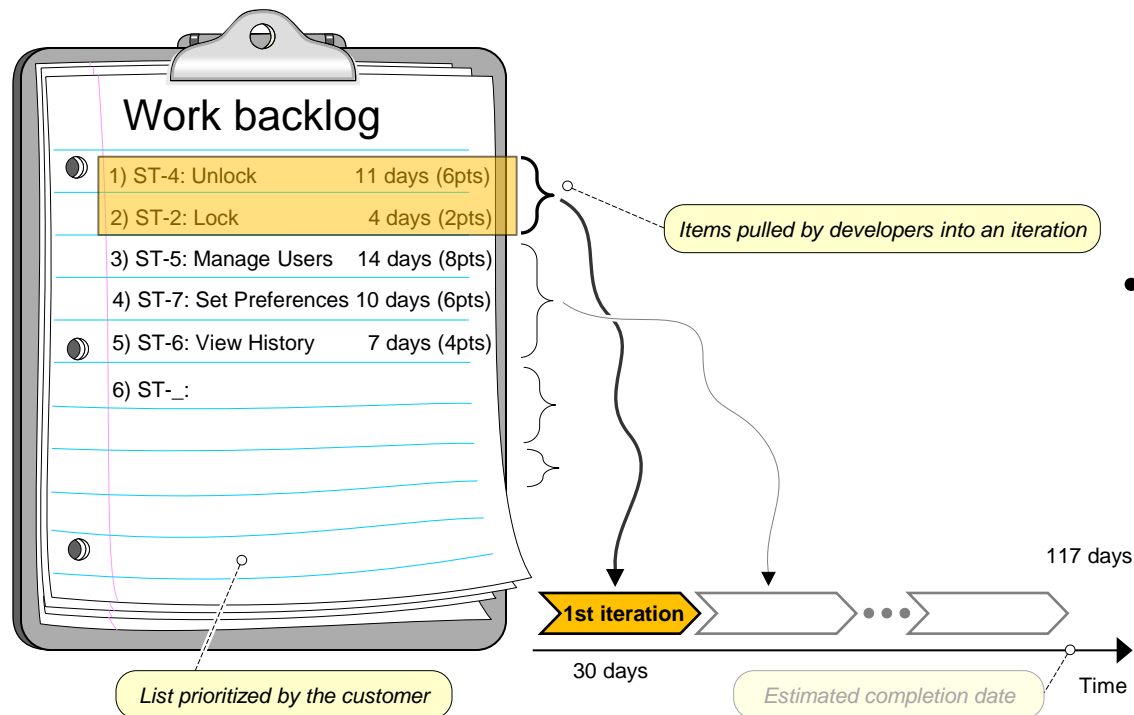 Work backlog
1) ST-4: Unlock 11 days (6pts)
2) ST-2: Lock 4 days (2pts)
3) ST-5: Manage Users 14 days (8pts)
4) ST-7: Set Preferences 10 days (6pts)
5) ST-6: View History 7 days (4pts)
6) ST-_:
Items pulled by developers into an iteration
117 days
1st iteration
30 days
List prioritized by the customer
Estimated completion date
Time